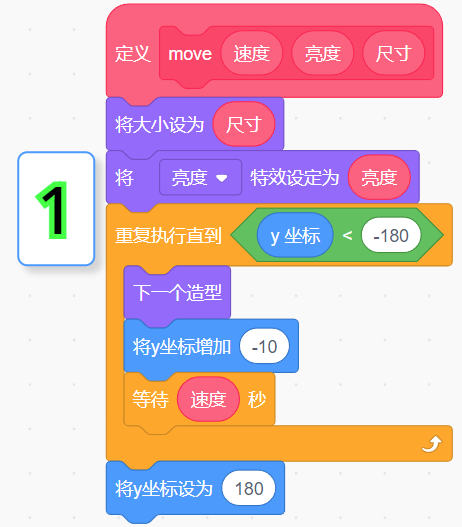 定义 move 速度 亮度 尺寸
将大小设为 尺寸
将 亮度 特效设定为 亮度
1
重复执行直到 y 坐标 < -180
下一个造型
将y坐标增加 -10
等待 速度 秒
将y坐标设为 180